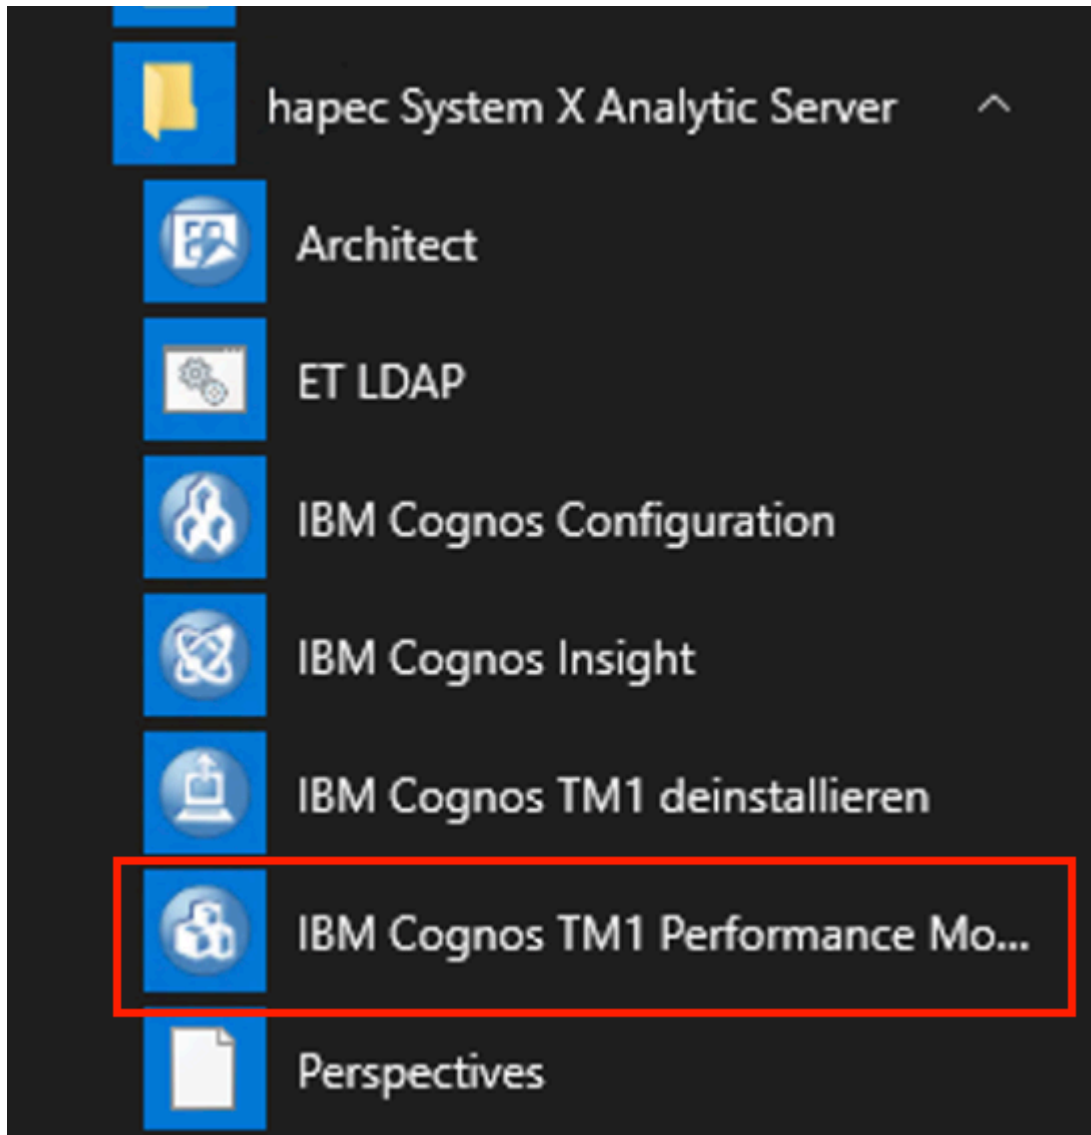 hapec System X Analytic Server
Architect
ET LDAP
IBM Cognos Configuration
IBM Cognos Insight
IBM Cognos TM1 deinstallieren
IBM Cognos TM1 Performance Mo...
Perspectives